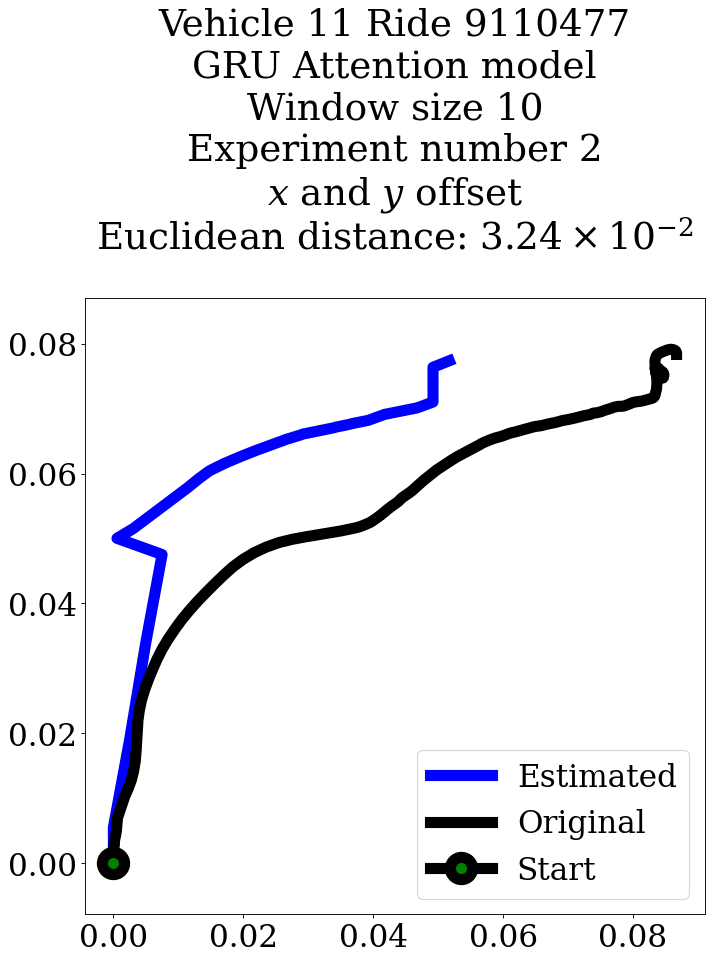 Vehicle 11 Ride 9110477
GRU Attention model
Window size 10
Experiment number 2
x and y offset
Euclidean distance: 3.24 × 10⁻²
0.08
0.06
0.04
0.02
0.00
Estimated
Original
Start
0.00 0.02 0.04 0.06 0.08